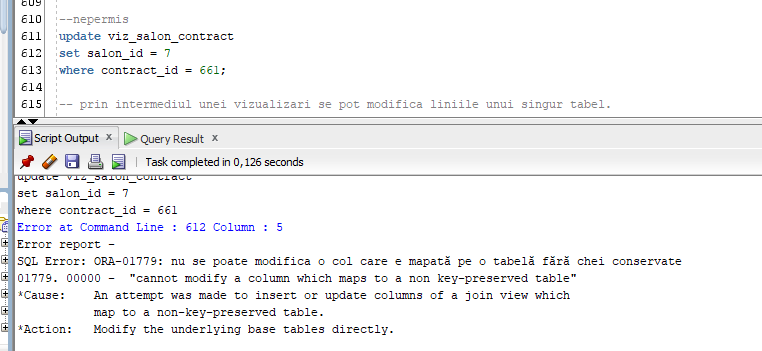 609
610 --nepermis
611 update viz_salon_contract
612 set salon_id = 7
613 where contract_id = 661;
614
615 -- prin intermediul unei vizualizari se pot modifica liniile unui singur tabel.
Script Output x Query Result x
Task completed in 0,126 seconds
update viz_salon_contract
set salon_id = 7
where contract_id = 661
Error at Command Line : 612 Column : 5
Error report -
SQL Error: ORA-01779: nu se poate modifica o col care e mapată pe o tabelă fără chei conservate
01779. 00000 - "cannot modify a column which maps to a non key-preserved table"
*Cause: An attempt was made to insert or update columns of a join view which
map to a non-key-preserved table.
*Action: Modify the underlying base tables directly.